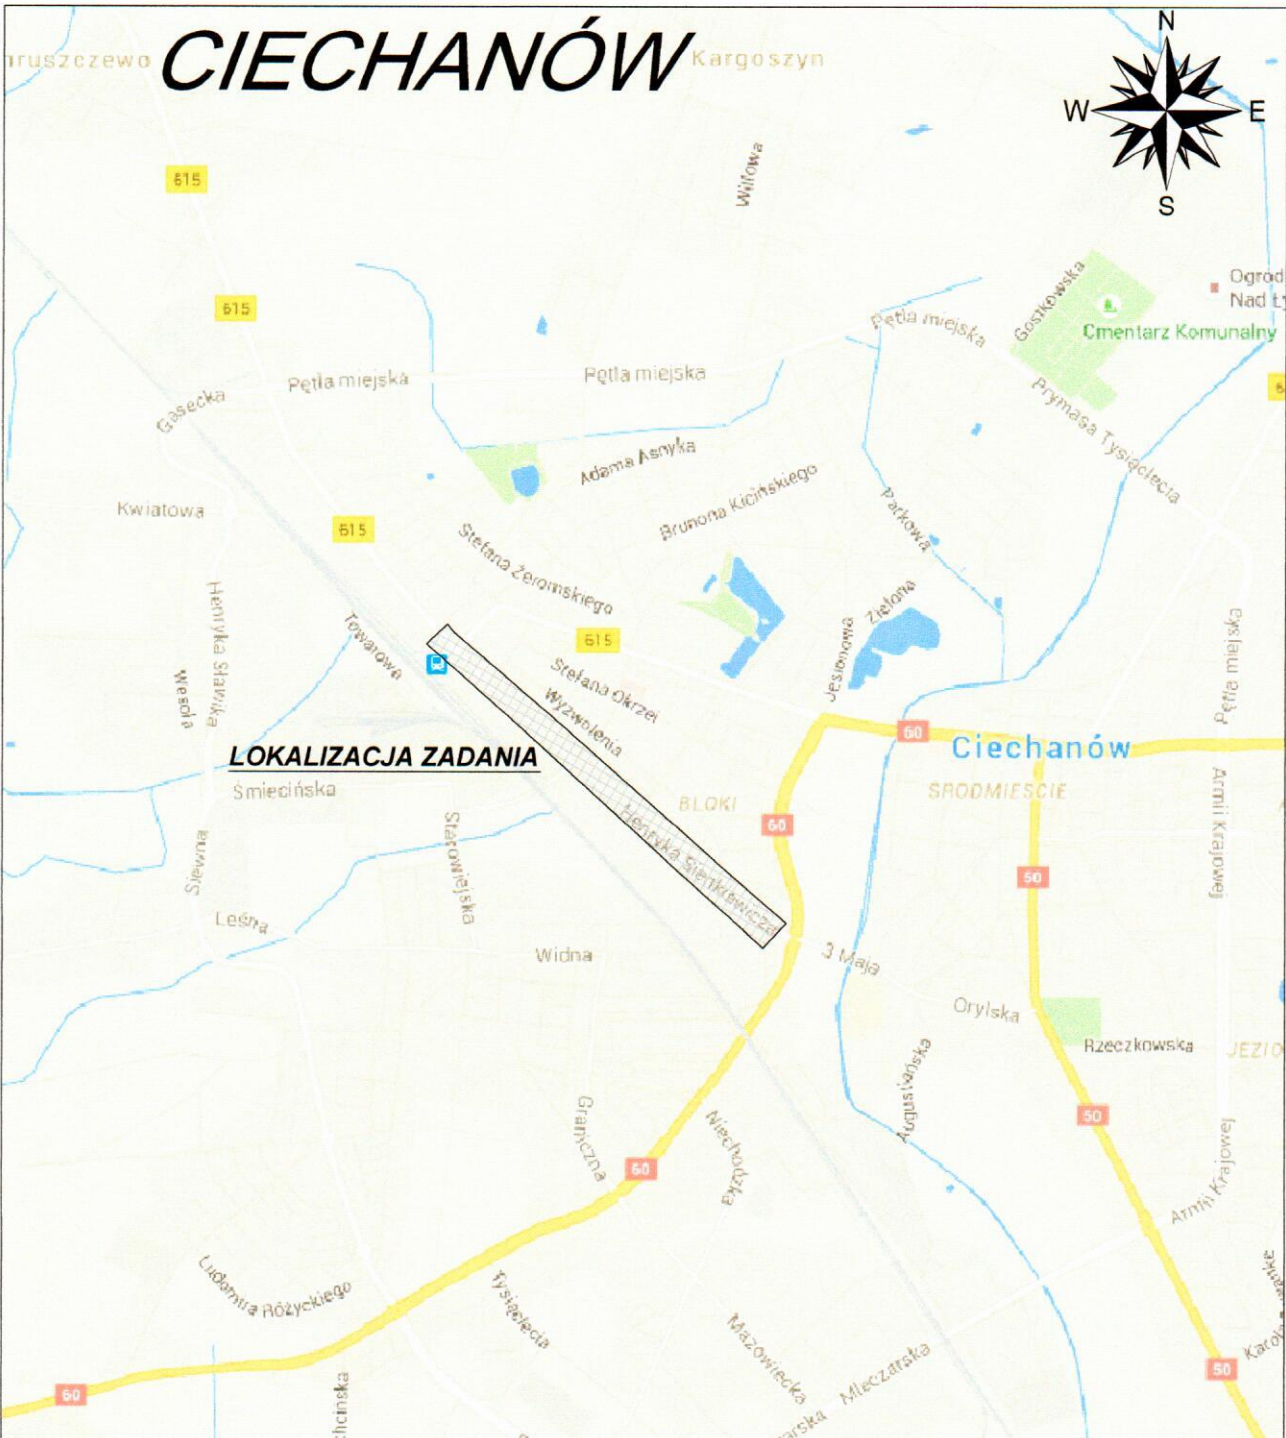 CIECHANÓW
Kargoszyn
N
W
E
S
615
Wiłłowa
615
Gostkowska
Ogród
Cmentarz Komunalny
Pętla miejska
Pętla miejska
Pętla miejska
Gąsecka
Prymasa Tysiąclecia
Adama Asnyka
Brunona Kicińskiego
Kwiatowa
615
Parkowa
Stefana Żeromskiego
Henryka Sławika
Towarowa
615
Zielona
Jesionowa
Pętla miejska
Wesoła
Stefana Okrzei
Wyzwolenia
60
Ciechanów
LOKALIZACJA ZADANIA
Śmiecińska
BLOKI
ŚRÓDMIEŚCIE
Armii Krajowej
60
Henryka Sienkiewicza
Starowiejska
Siewna
50
Leśna
Widna
3 Maja
Orylska
Rzeczkowska
Augustiańska
Graniczna
Niechodzka
50
60
Armii Krajowej
Ludomira Różyckiego
Tysiąclecia
Mazowiecka
Mleczarska
50
60